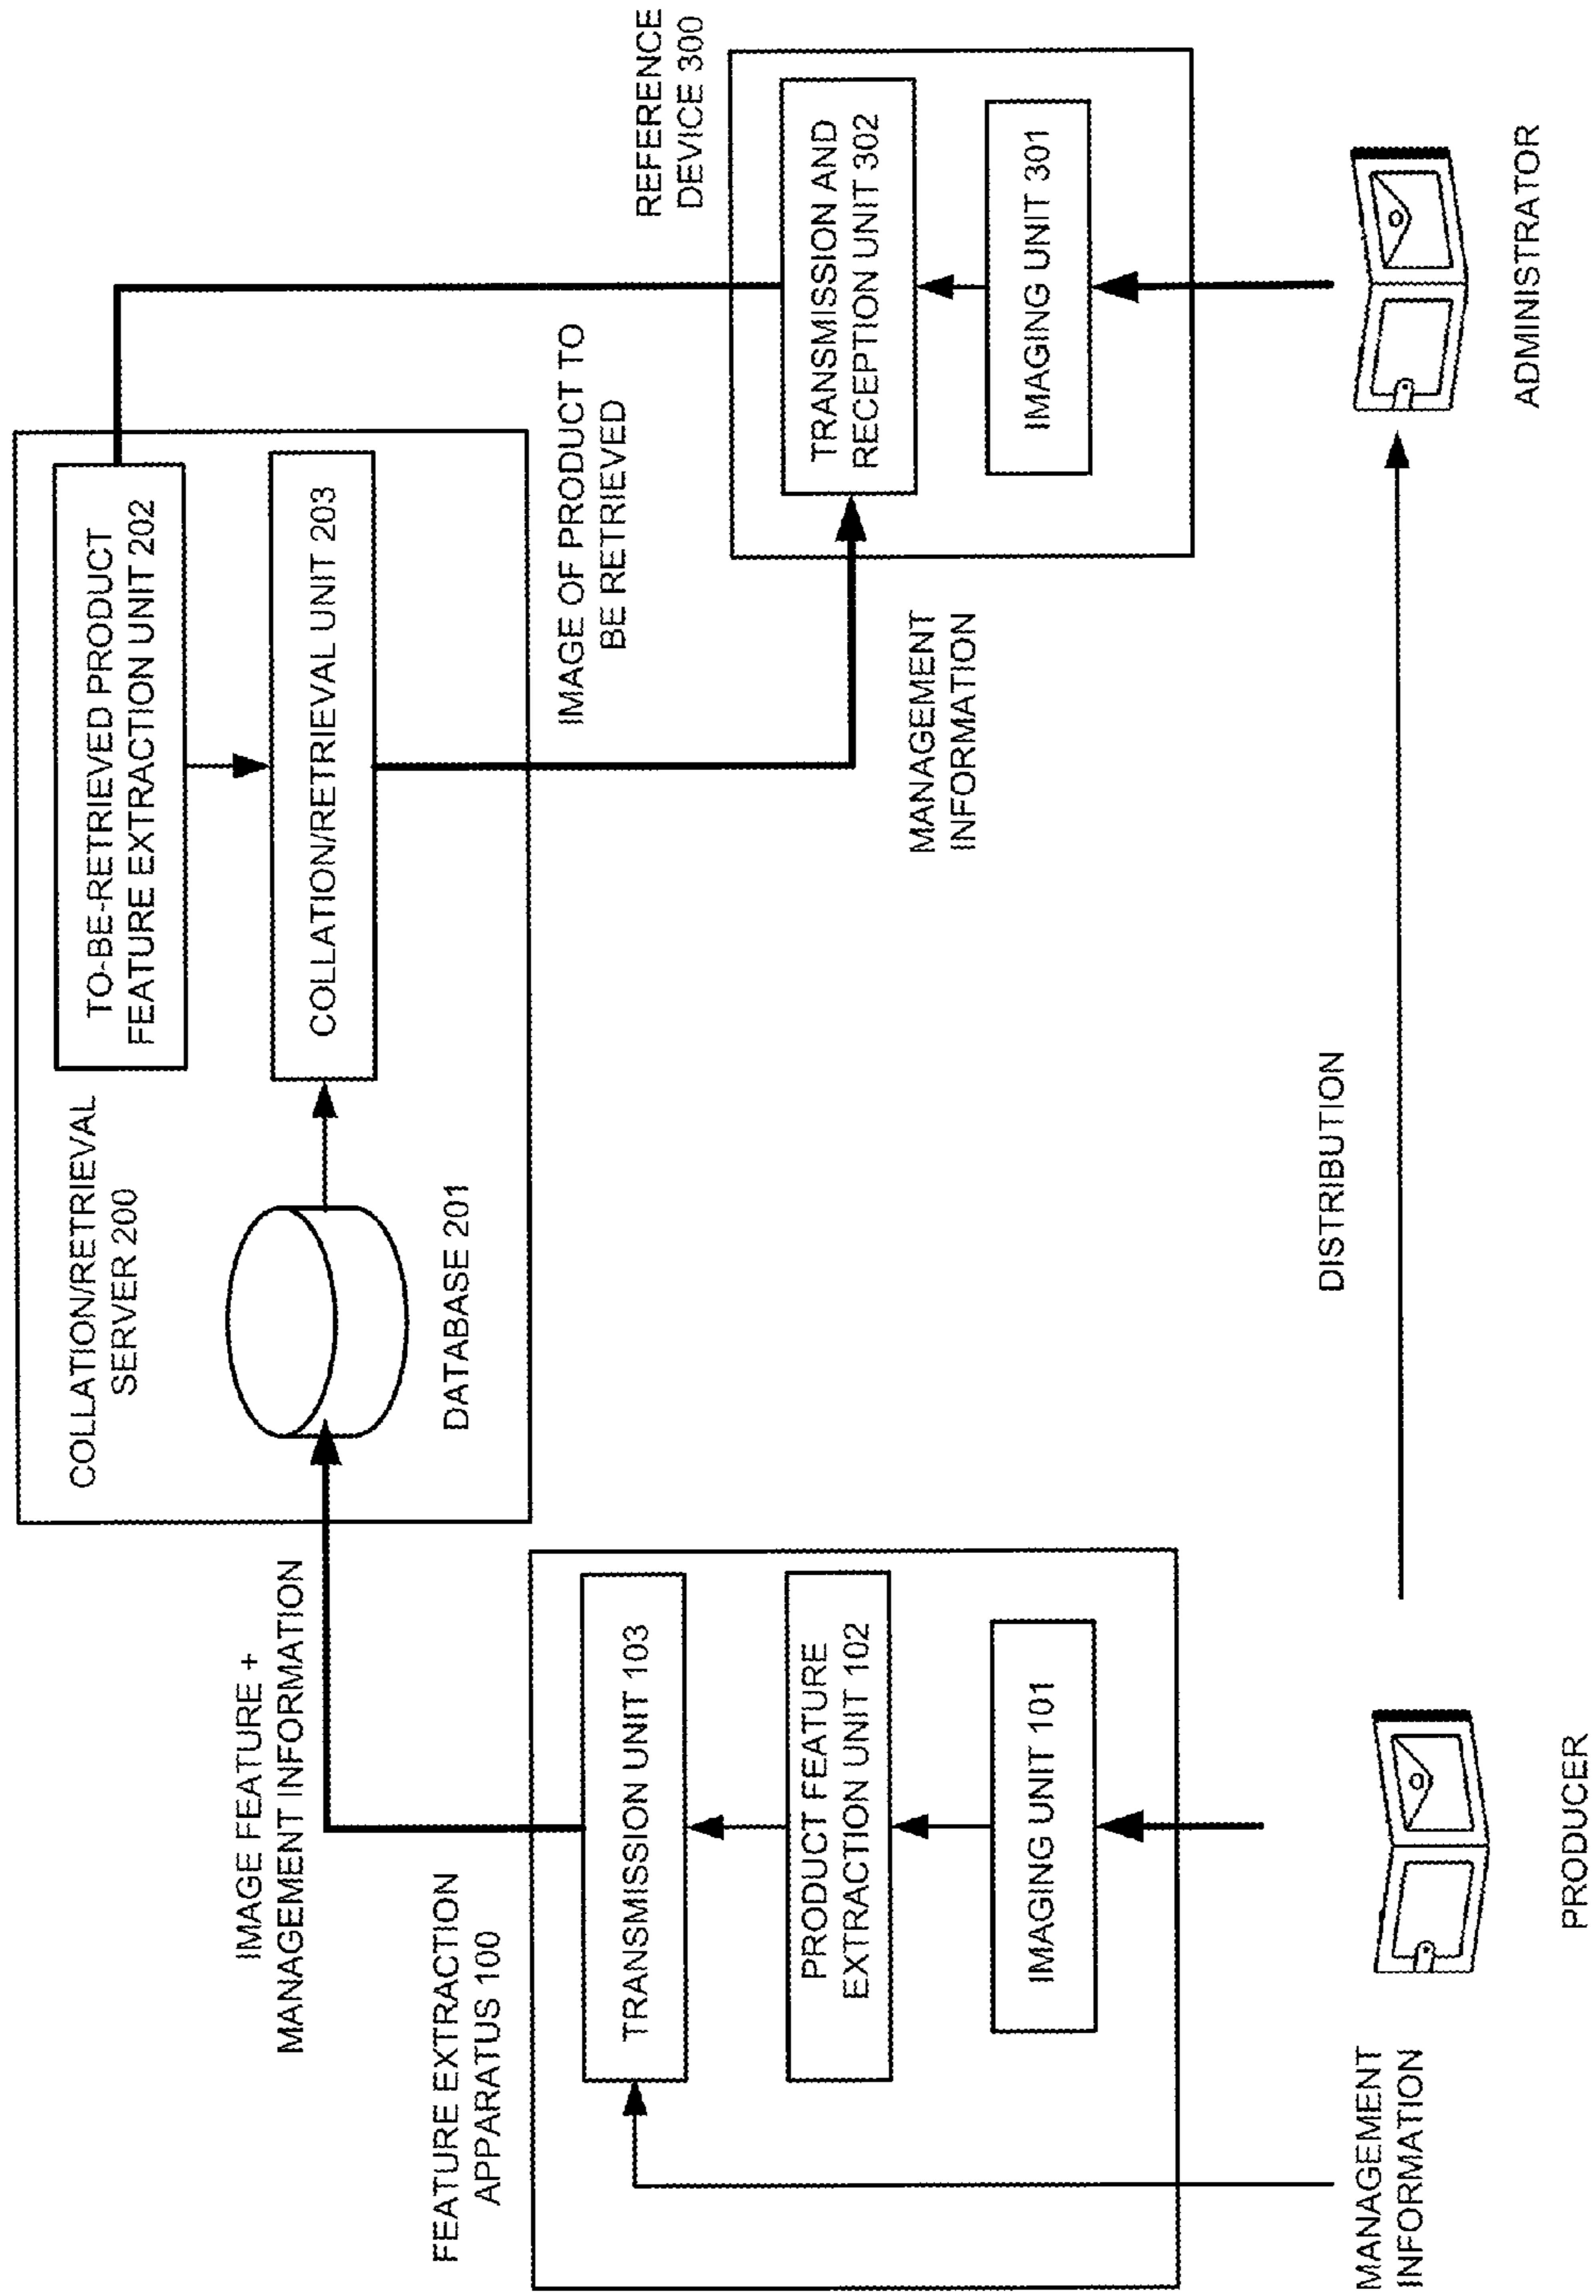 COLLATION/RETRIEVAL
SERVER 200
TO-BE-RETRIEVED PRODUCT
FEATURE EXTRACTION UNIT 202
COLLATION/RETRIEVAL UNIT 203
DATABASE 201
IMAGE FEATURE +
MANAGEMENT INFORMATION
FEATURE EXTRACTION
APPARATUS 100
TRANSMISSION UNIT 103
PRODUCT FEATURE
EXTRACTION UNIT 102
IMAGING UNIT 101
MANAGEMENT
INFORMATION
PRODUCER
IMAGE OF PRODUCT TO
BE RETRIEVED
REFERENCE
DEVICE 300
TRANSMISSION AND
RECEPTION UNIT 302
IMAGING UNIT 301
MANAGEMENT
INFORMATION
DISTRIBUTION
ADMINISTRATOR